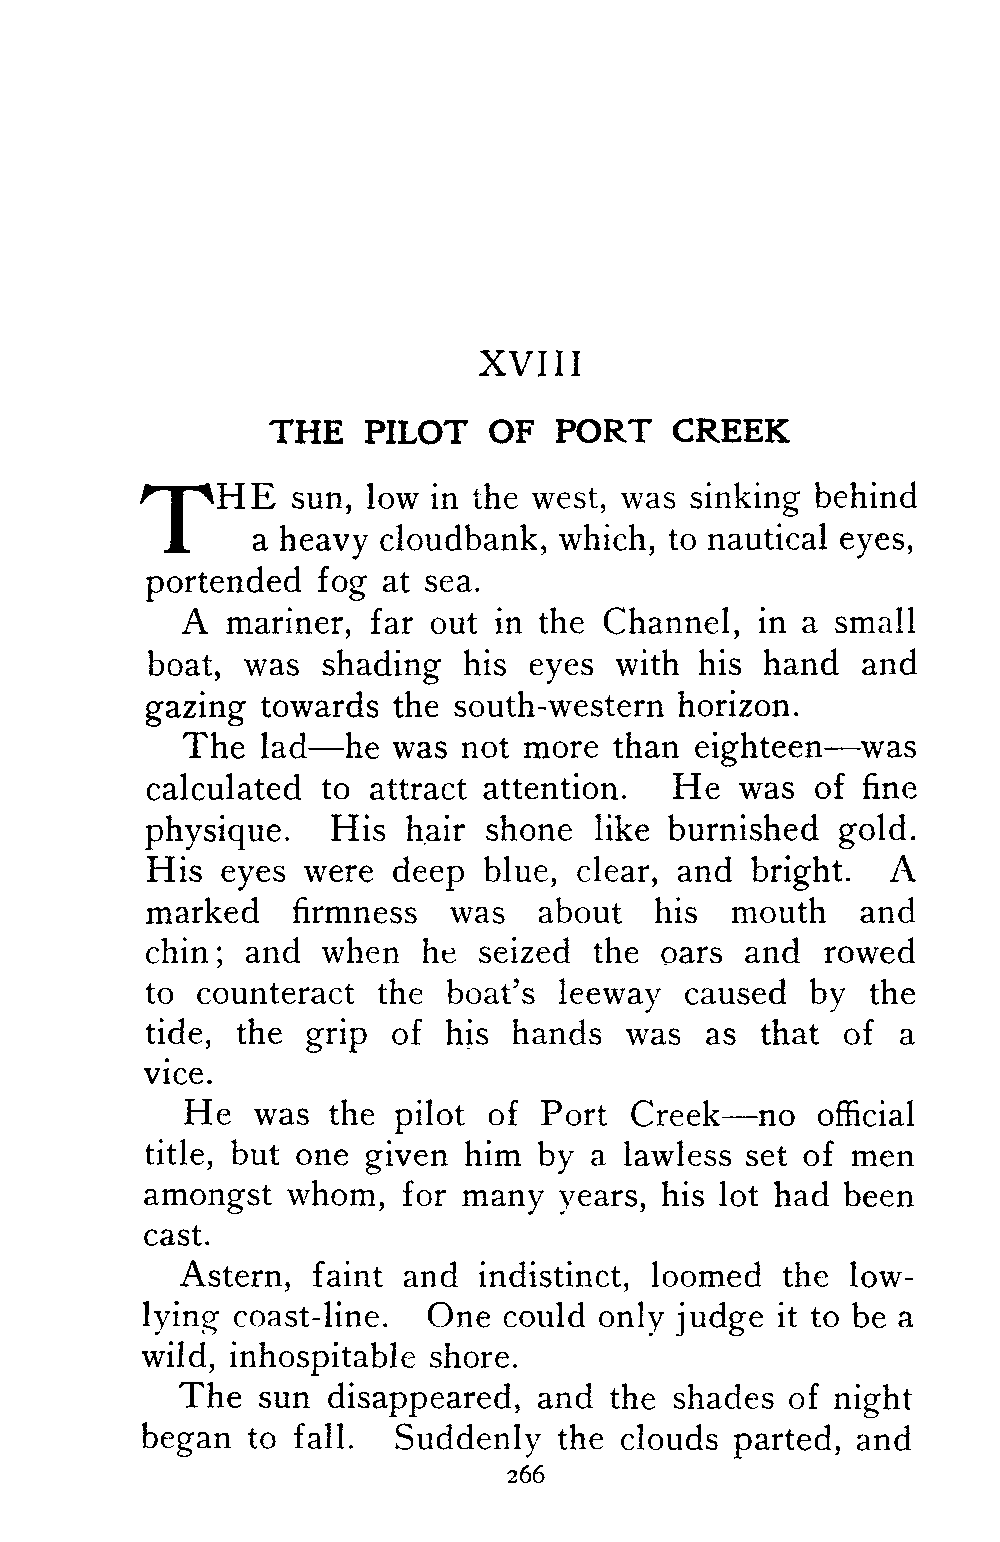 XVIII
THE PILOT OF PORT CREEK
THE sun, low in the west, was sinking behind
a heavy cloudbank, which, to nautical eyes,
portended fog at sea.
A mariner, far out in the Channel, in a small
boat, was shading his eyes with his hand and
gazing towards the south-western horizon.
The lad—he was not more than eighteen—was
calculated to attract attention. He was of fine
physique. His hair shone like burnished gold.
His eyes were deep blue, clear, and bright. A
marked firmness was about his mouth and
chin; and when he seized the oars and rowed
to counteract the boat's leeway caused by the
tide, the grip of his hands was as that of a
vice.
He was the pilot of Port Creek—no official
title, but one given him by a lawless set of men
amongst whom, for many years, his lot had been
cast.
Astern, faint and indistinct, loomed the low-
lying coast-line. One could only judge it to be a
wild, inhospitable shore.
The sun disappeared, and the shades of night
began to fall. Suddenly the clouds parted, and
266